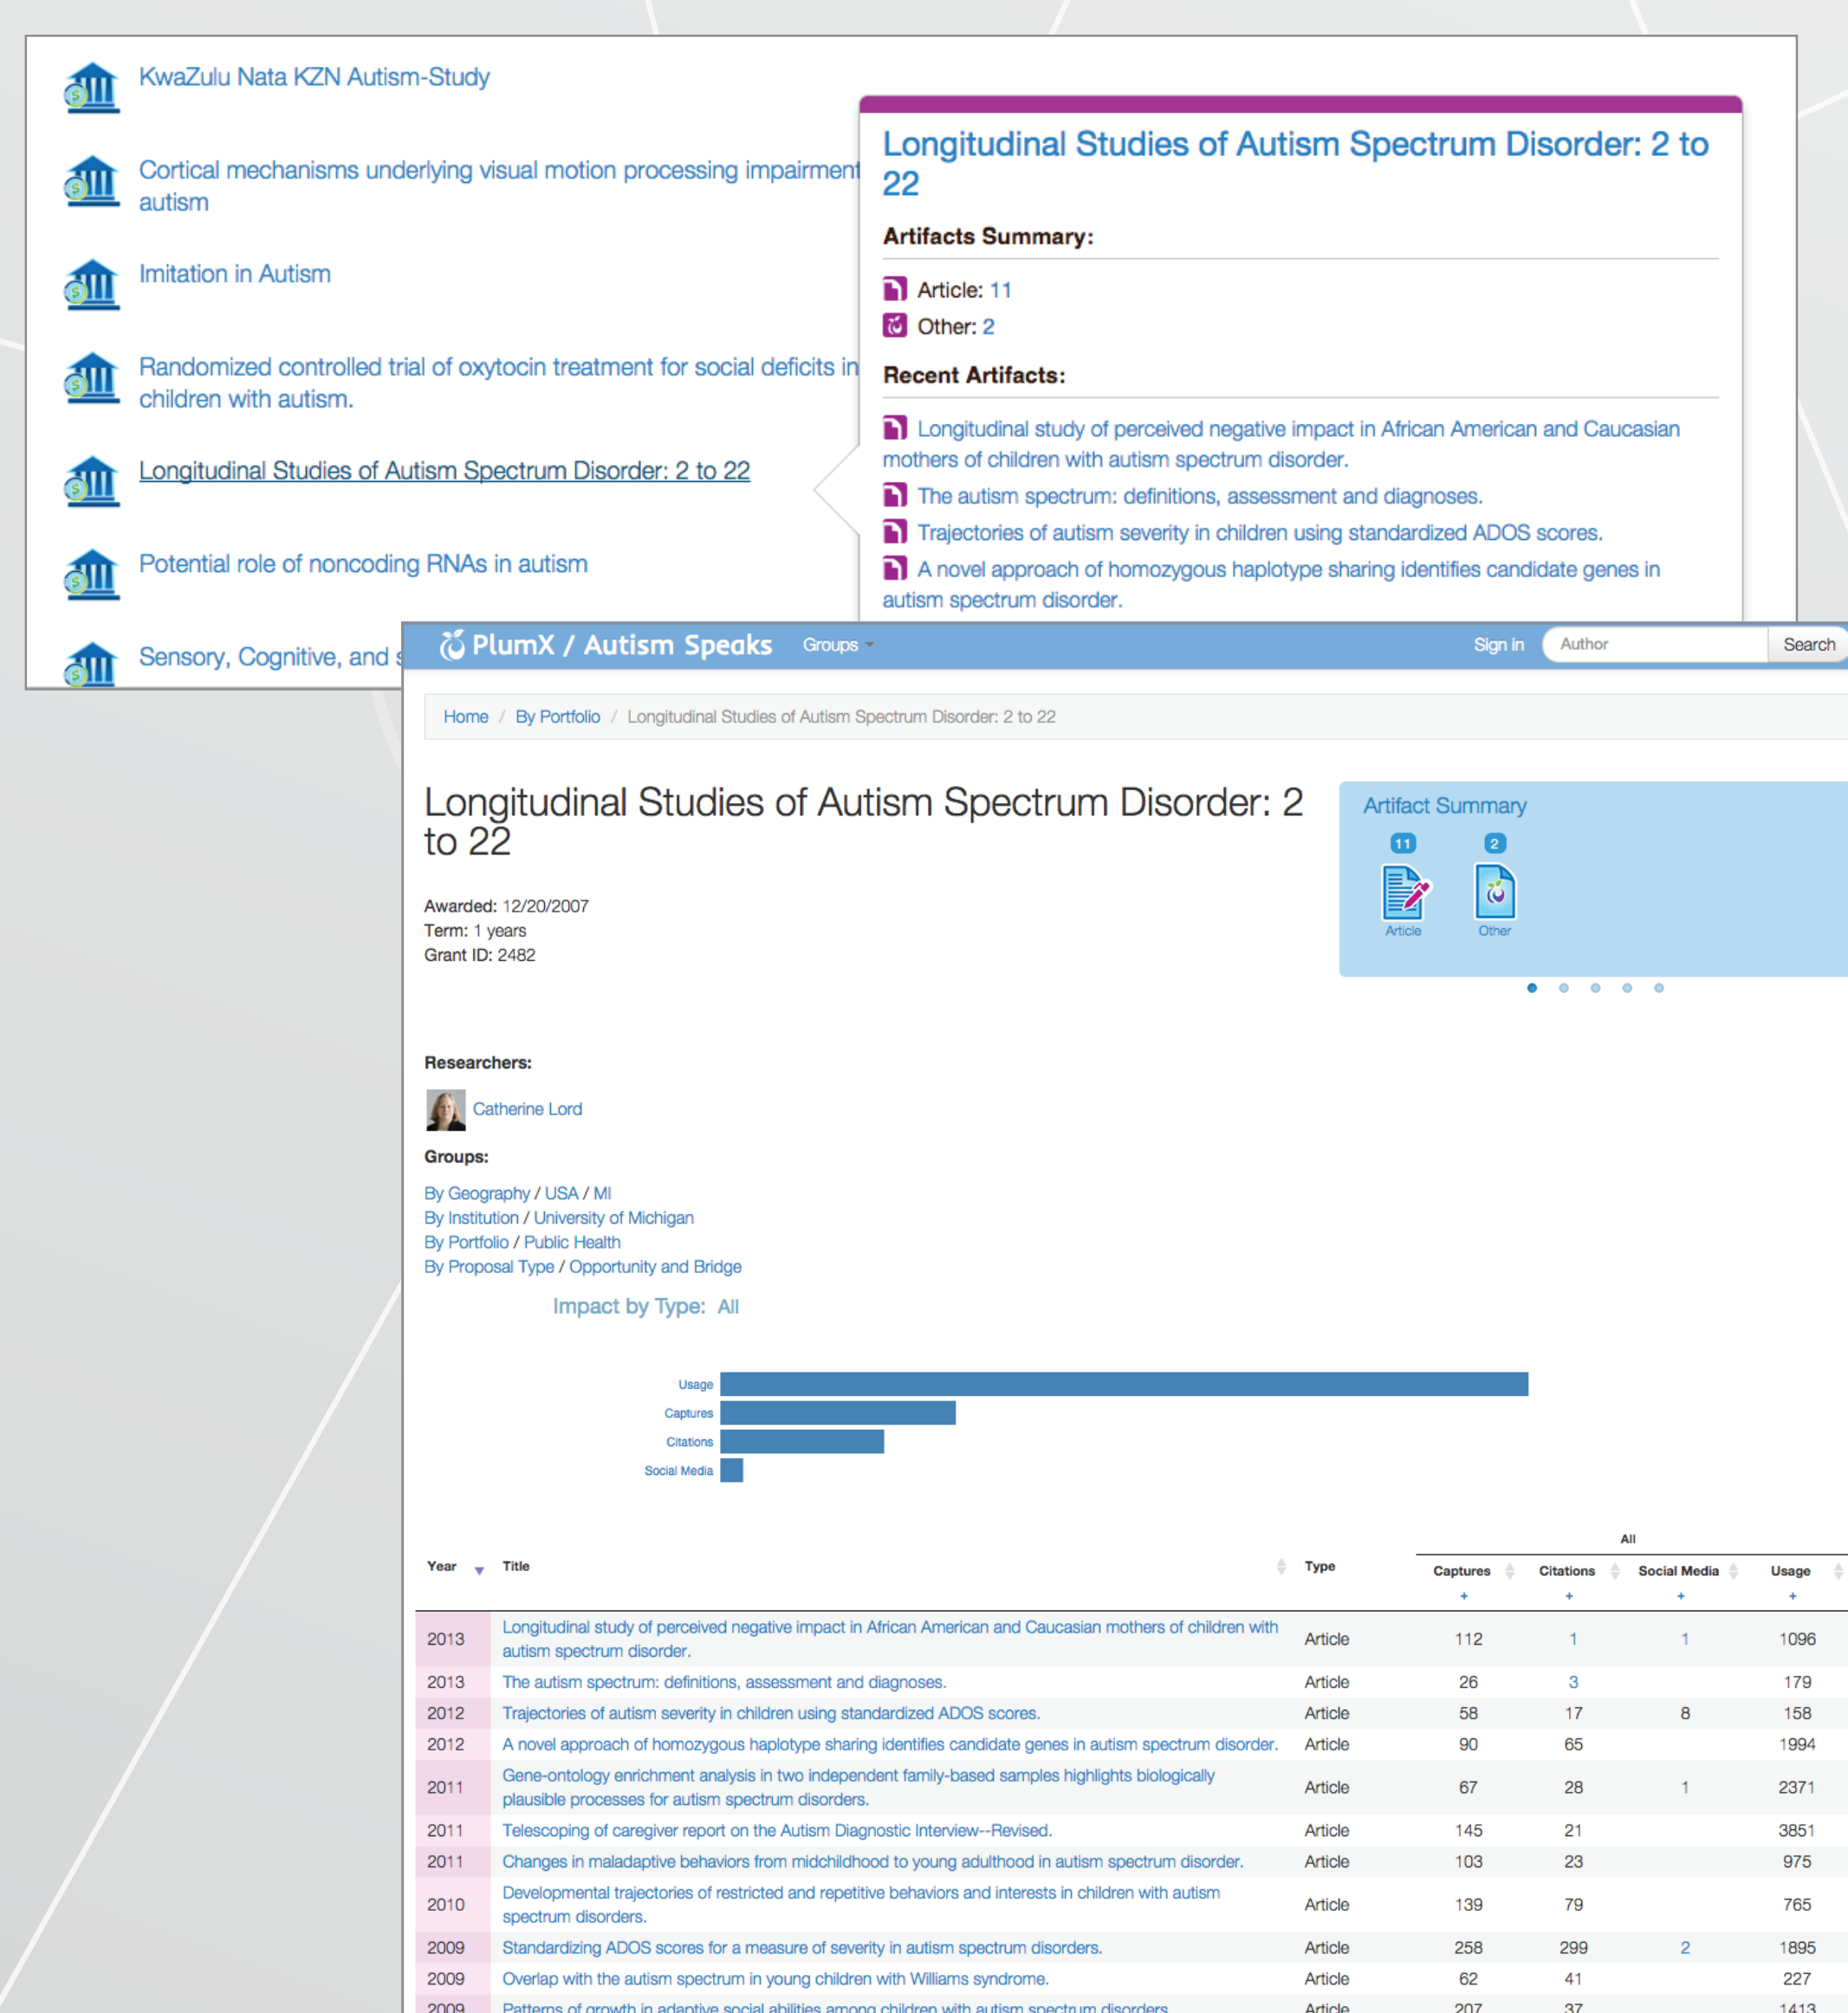 KwaZulu Nata KZN Autism-Study
Cortical mechanisms underlying visual motion processing impairment
autism
Imitation in Autism
Randomized controlled trial of oxytocin treatment for social deficits in
children with autism.
Longitudinal Studies of Autism Spectrum Disorder: 2 to 22
Potential role of noncoding RNAs in autism
Sensory, Cognitive, and
Longitudinal Studies of Autism Spectrum Disorder: 2 to
22
Artifacts Summary:
Article: 11
Other: 2
Recent Artifacts:
Longitudinal study of perceived negative impact in African American and Caucasian
mothers of children with autism spectrum disorder.
The autism spectrum: definitions, assessment and diagnoses.
Trajectories of autism severity in children using standardized ADOS scores.
A novel approach of homozygous haplotype sharing identifies candidate genes in
autism spectrum disorder.
PlumX / Autism Speaks Groups Sign in Author Search
Home / By Portfolio / Longitudinal Studies of Autism Spectrum Disorder: 2 to 22
Longitudinal Studies of Autism Spectrum Disorder: 2
to 22
Awarded: 12/20/2007
Term: 1 years
Grant ID: 2482
Artifact Summary
11 2
Article Other
Researchers:
Catherine Lord
Groups:
By Geography / USA / MI
By Institution / University of Michigan
By Portfolio / Public Health
By Proposal Type / Opportunity and Bridge
Impact by Type: All
Usage
Captures
Citations
Social Media
All
Year Title Type Captures Citations Social Media Usage
+ + + +
2013 Longitudinal study of perceived negative impact in African American and Caucasian mothers of children with
autism spectrum disorder. Article 112 1 1 1096
2013 The autism spectrum: definitions, assessment and diagnoses. Article 26 3 179
2012 Trajectories of autism severity in children using standardized ADOS scores. Article 58 17 8 158
2012 A novel approach of homozygous haplotype sharing identifies candidate genes in autism spectrum disorder. Article 90 65 1994
2011 Gene-ontology enrichment analysis in two independent family-based samples highlights biologically
plausible processes for autism spectrum disorders. Article 67 28 1 2371
2011 Telescoping of caregiver report on the Autism Diagnostic Interview--Revised. Article 145 21 3851
2011 Changes in maladaptive behaviors from midchildhood to young adulthood in autism spectrum disorder. Article 103 23 975
2010 Developmental trajectories of restricted and repetitive behaviors and interests in children with autism
spectrum disorders. Article 139 79 765
2009 Standardizing ADOS scores for a measure of severity in autism spectrum disorders. Article 258 299 2 1895
2009 Overlap with the autism spectrum in young children with Williams syndrome. Article 62 41 227
2009 Patterns of growth in adaptive social abilities among children with autism spectrum disorders Article 207 37 1413